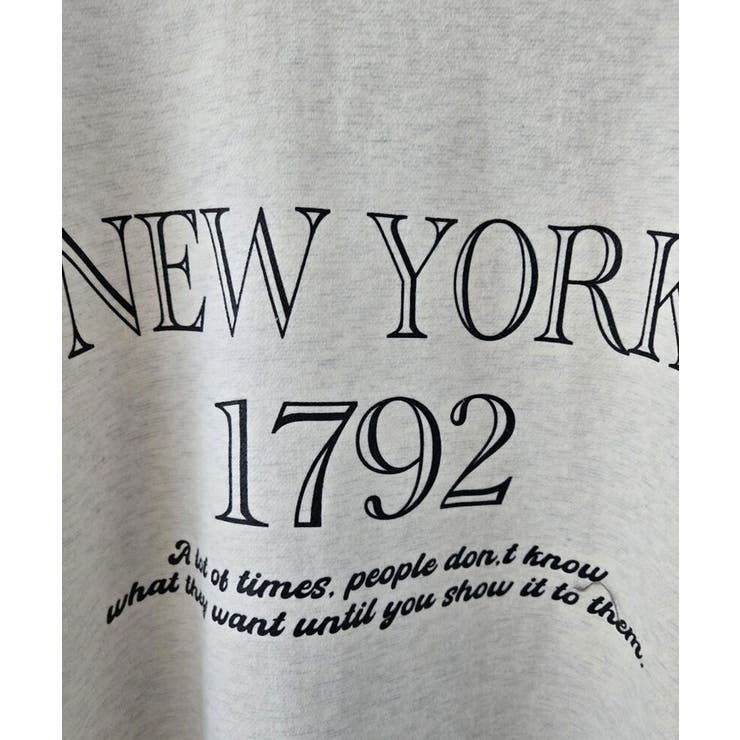 NEW YORK
1792
A lot of times. people don.t know
what they want until you show it to them.